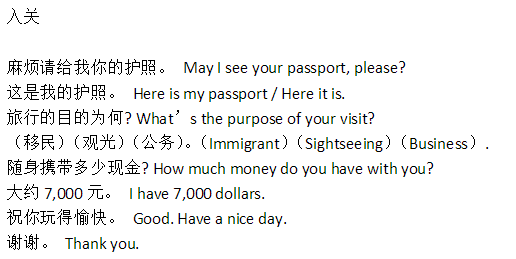 入关
麻烦请给我你的护照。 May I see your passport, please?
这是我的护照。 Here is my passport / Here it is.
旅行的目的为何? What's the purpose of your visit?
（移民）（观光）（公务）。（Immigrant）（Sightseeing）（Business）.
随身携带多少现金? How much money do you have with you?
大约 7,000 元。 I have 7,000 dollars.
祝你玩得愉快。 Good. Have a nice day.
谢谢。 Thank you.